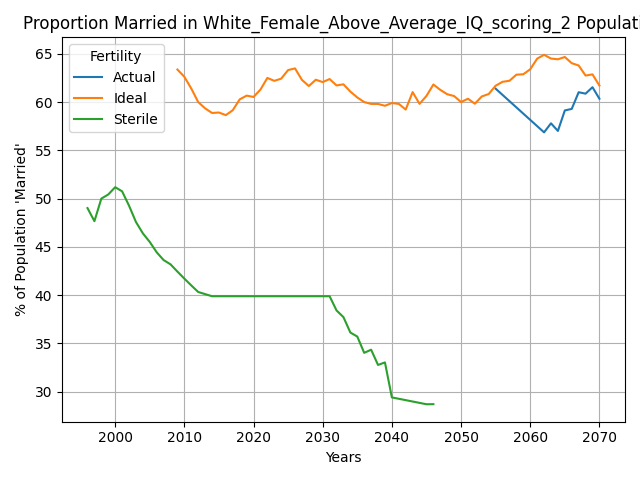 Proportion Married in White_Female_Above_Average_IQ_scoring_2 Populati
Fertility
Actual
Ideal
Sterile
% of Population 'Married'
65
60
55
50
45
40
35
30
2000
2010
2020
2030
2040
2050
2060
2070
Years